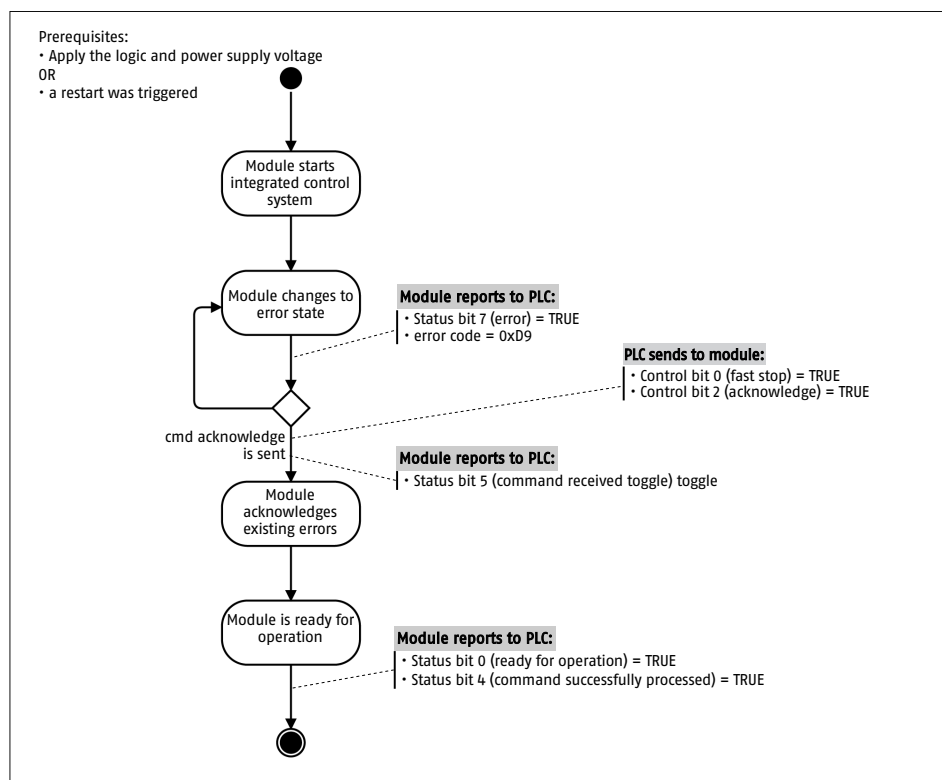 Prerequisites:
• Apply the logic and power supply voltage
OR
• a restart was triggered
Module starts
integrated control
system
Module changes to
error state
Module reports to PLC:
• Status bit 7 (error) = TRUE
• error code = 0xD9
PLC sends to module:
• Control bit 0 (fast stop) = TRUE
• Control bit 2 (acknowledge) = TRUE
cmd acknowledge
is sent
Module reports to PLC:
• Status bit 5 (command received toggle) toggle
Module
acknowledges
existing errors
Module is ready for
operation
Module reports to PLC:
• Status bit 0 (ready for operation) = TRUE
• Status bit 4 (command successfully processed) = TRUE